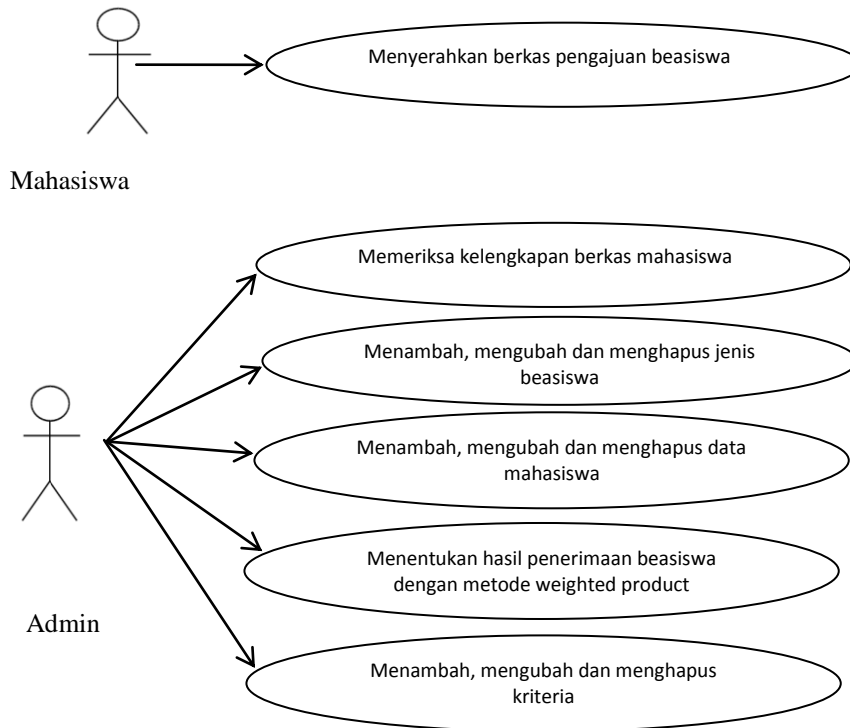 Menyerahkan berkas pengajuan beasiswa
Mahasiswa
Memeriksa kelengkapan berkas mahasiswa
Menambah, mengubah dan menghapus jenis
beasiswa
Menambah, mengubah dan menghapus data
mahasiswa
Menentukan hasil penerimaan beasiswa
dengan metode weighted product
Admin
Menambah, mengubah dan menghapus
kriteria